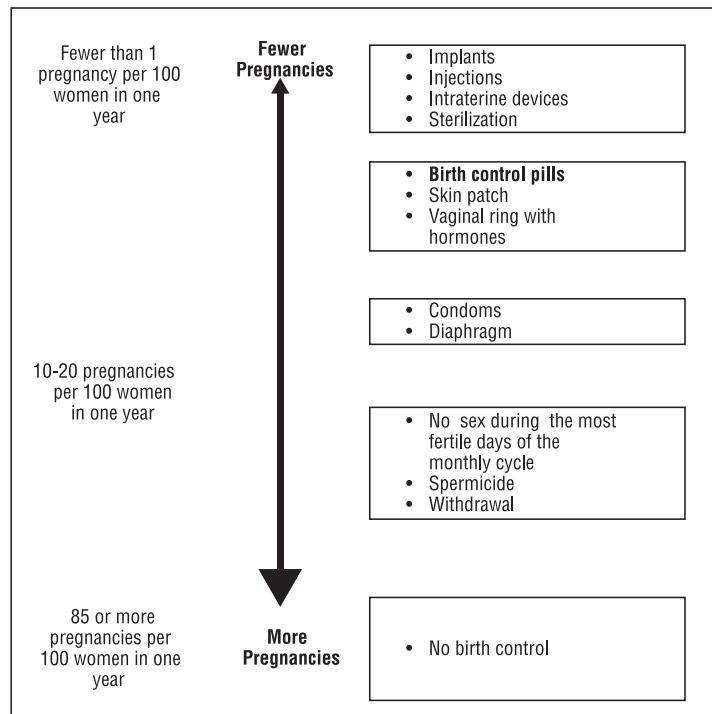 Fewer than 1
pregnancy per 100
women in one
year
Fewer
Pregnancies
• Implants
• Injections
• Intraterine devices
• Sterilization
• Birth control pills
• Skin patch
• Vaginal ring with
hormones
• Condoms
• Diaphragm
10-20 pregnancies
per 100 women
in one year
• No sex during the most
fertile days of the
monthly cycle
• Spermicide
• Withdrawal
85 or more
pregnancies per
100 women in one
year
More
Pregnancies
• No birth control